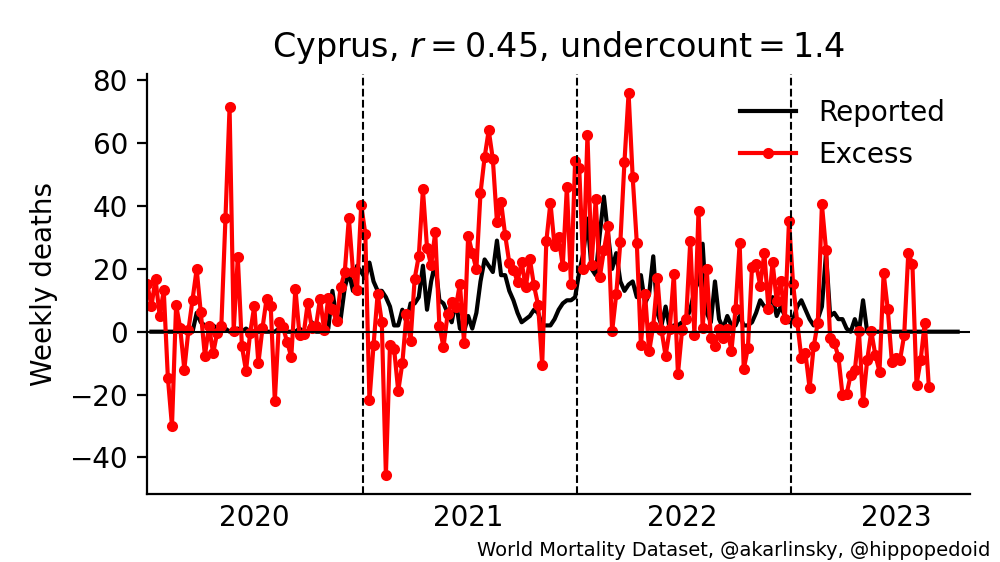 Cyprus, r = 0.45, undercount = 1.4
80
60
40
20
0
−20
−40
Weekly deaths
Reported
Excess
2020 2021 2022 2023
World Mortality Dataset, @akarlinsky, @hippopedoid